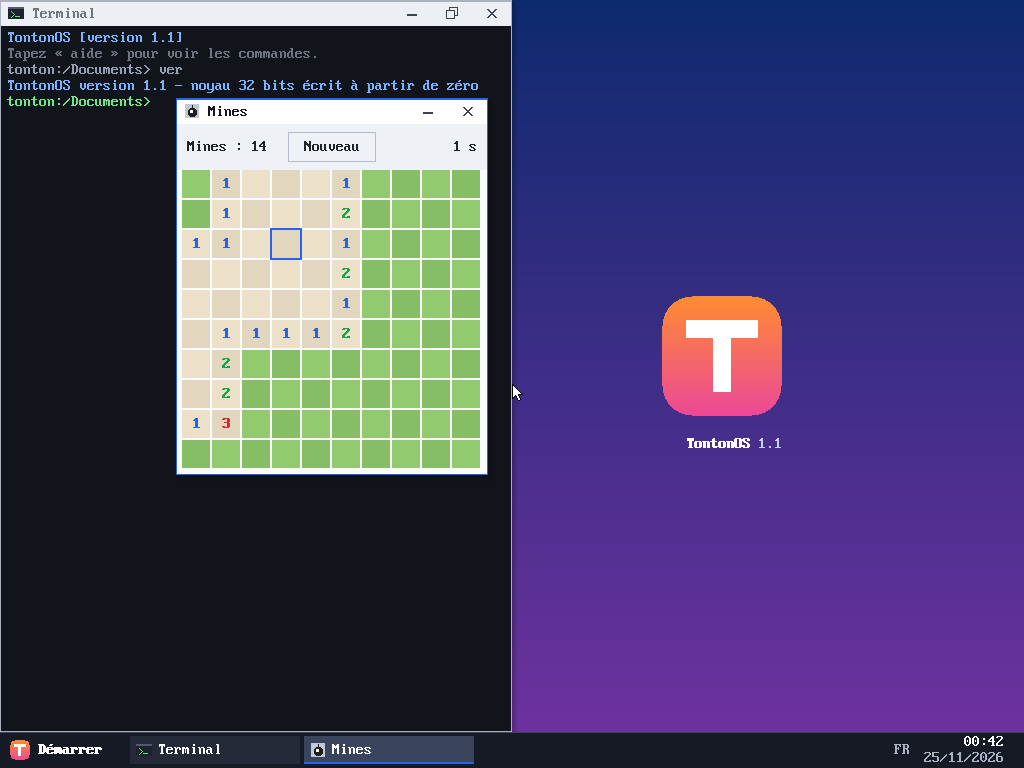 Terminal
TontonOS [version 1.1]
Tapez « aide » pour voir les commandes.
tonton:/Documents> ver
TontonOS version 1.1 — noyau 32 bits écrit à partir de zéro
tonton:/Documents>
Mines
Mines : 14 Nouveau 1 s
1 1
1 2
1 1 1
2
1
1 1 1 1 2
2
2
1 3
T
TontonOS 1.1
T Démarrer Terminal Mines FR 00:42
25/11/2026